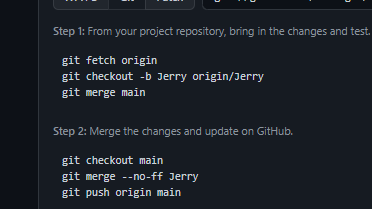 Step 1: From your project repository, bring in the changes and test.
git fetch origin
git checkout -b Jerry origin/Jerry
git merge main
Step 2: Merge the changes and update on GitHub.
git checkout main
git merge --no-ff Jerry
git push origin main